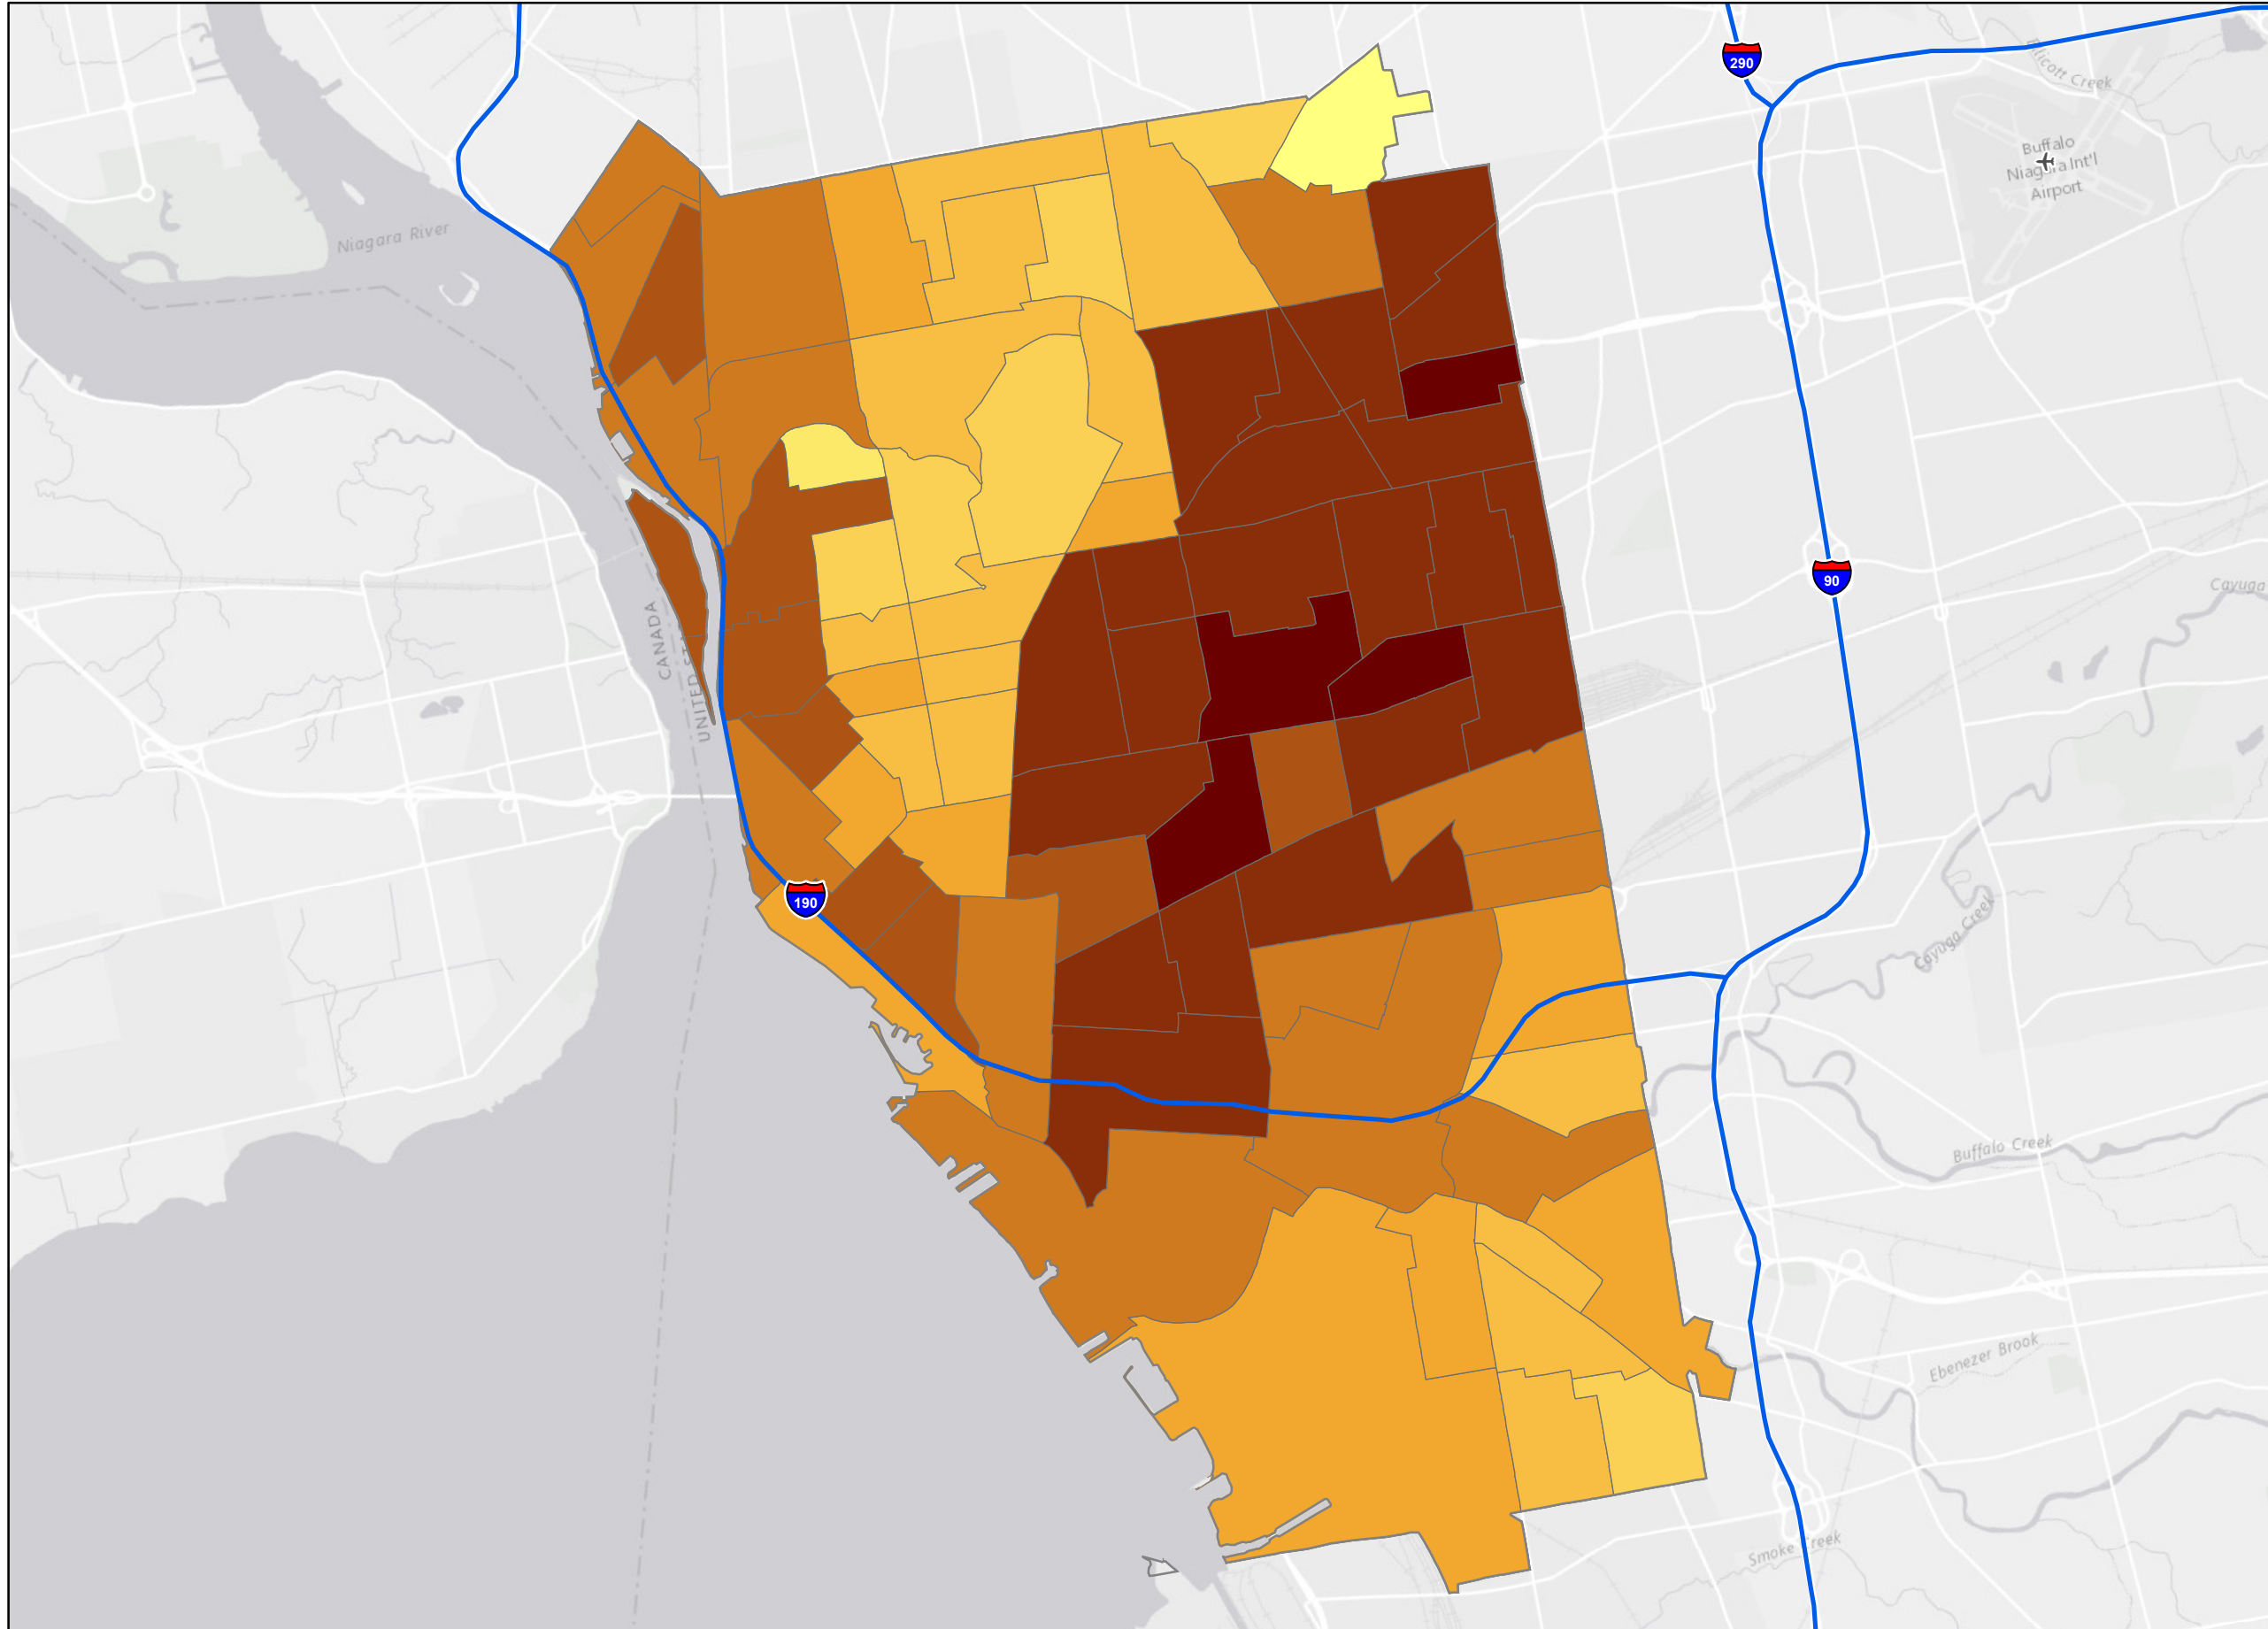 290
Ellicott Creek
Buffalo
Niagara Int'l
Airport
Niagara River
90
Cayuga
CANADA
UNITED ST
190
Cayuga Creek
Buffalo Creek
Ebenezer Brook
Smoke Creek